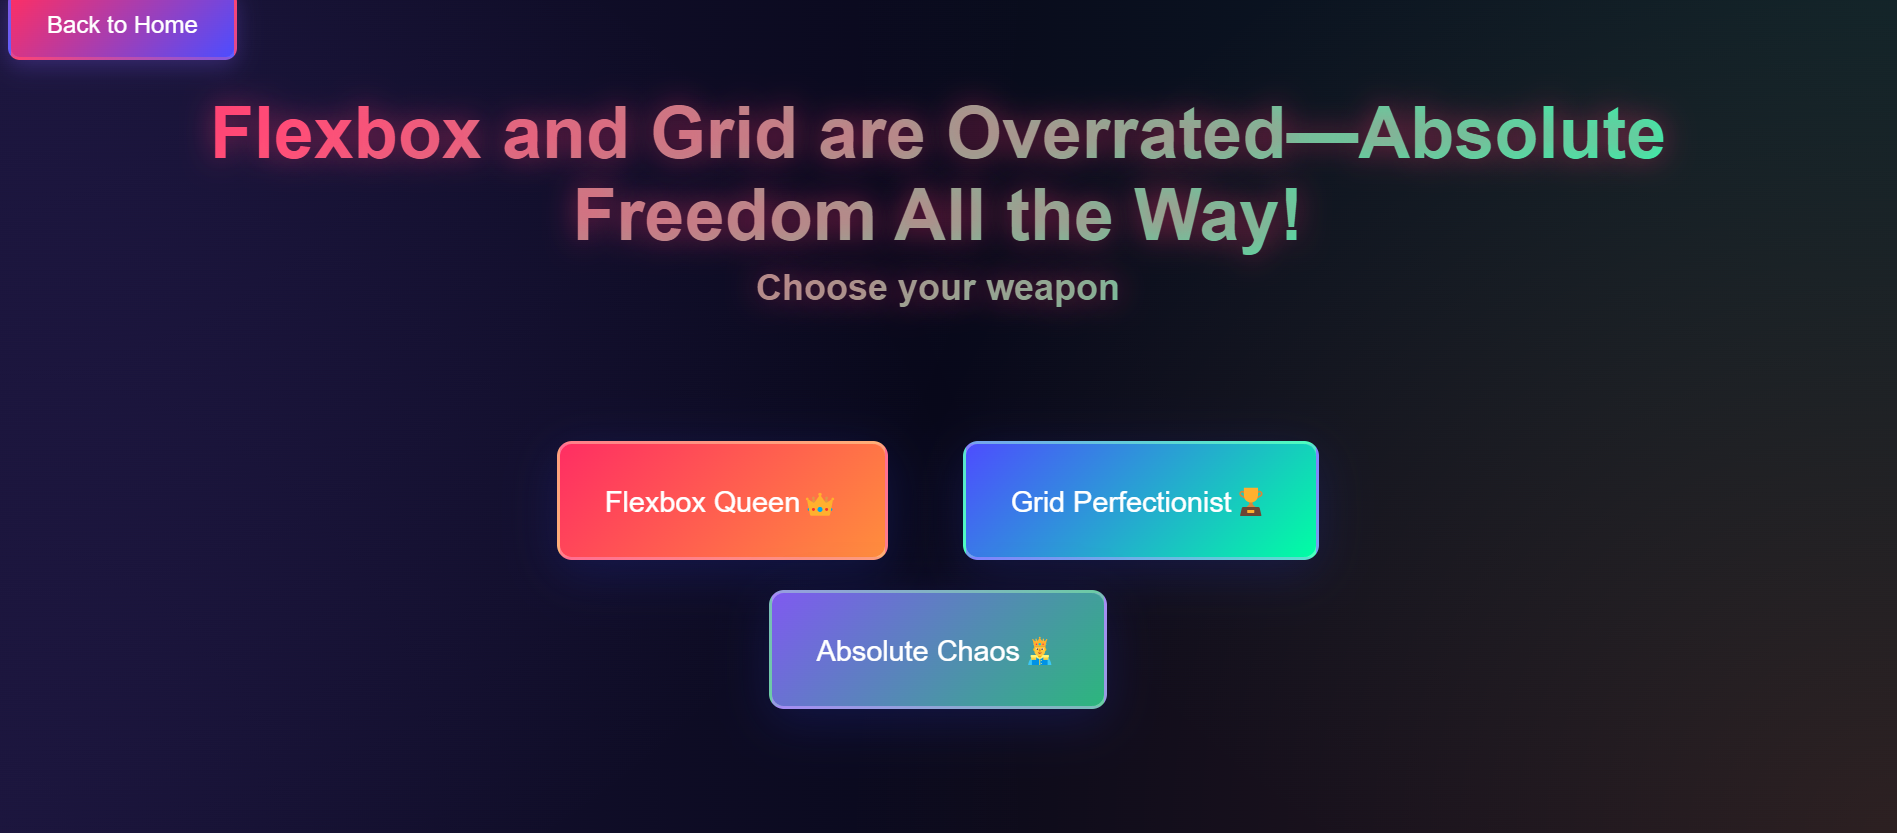 Back to Home
Flexbox and Grid are Overrated—Absolute
Freedom All the Way!
Choose your weapon
Flexbox Queen 👑
Grid Perfectionist 🏆
Absolute Chaos 🤴